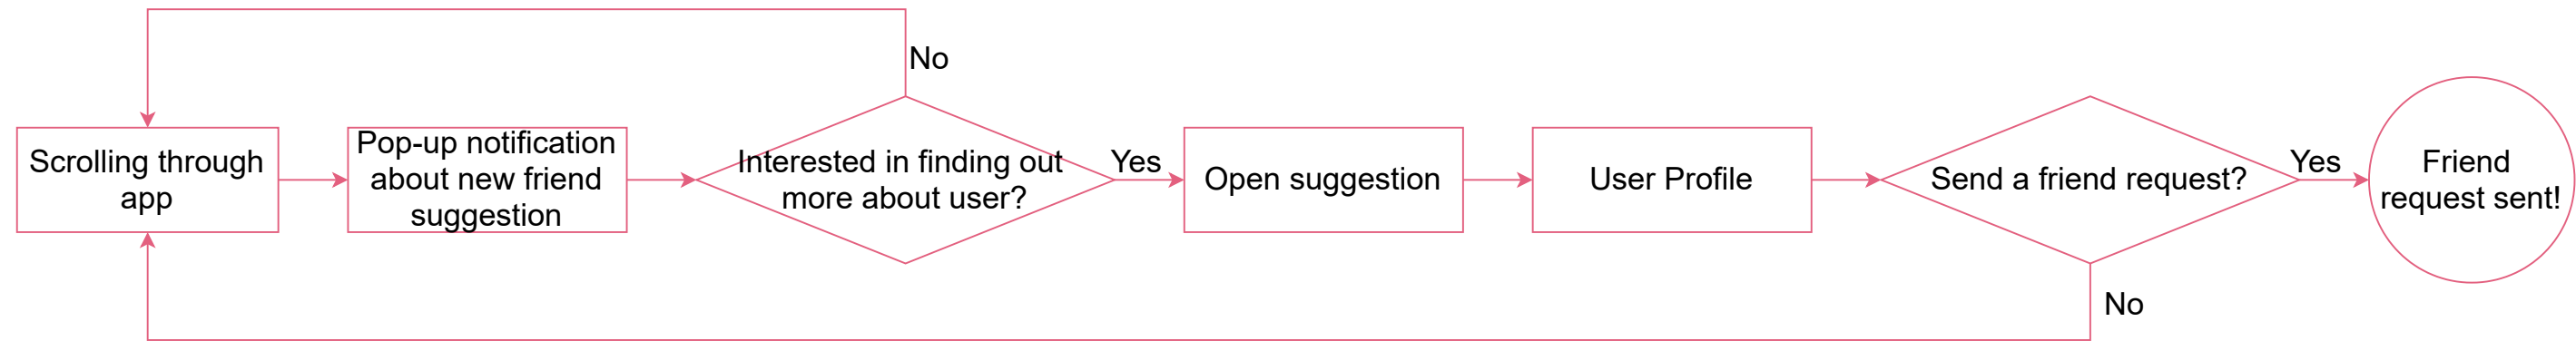 No
Scrolling through
app
Pop-up notification
about new friend
suggestion
Interested in finding out
more about user?
Yes
Open suggestion
User Profile
Send a friend request?
Yes
Friend
request sent!
No